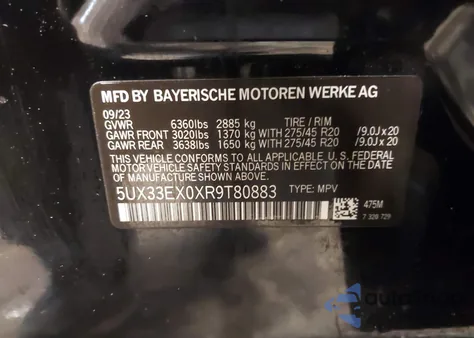 MFD BY BAYERISCHE MOTOREN WERKE AG
09/23
GVWR 6360lbs 2885 kg TIRE / RIM
GAWR FRONT 3020lbs 1370 kg WITH 275/45 R20 /9.0J x 20
GAWR REAR 3638lbs 1650 kg WITH 275/45 R20 /9.0J x 20
THIS VEHICLE CONFORMS TO ALL APPLICABLE U.S. FEDERAL
MOTOR VEHICLE SAFETY STANDARDS IN EFFECT ON THE
DATE OF MANUFACTURE SHOWN ABOVE.
5UX33EX0XR9T80883 TYPE: MPV
475M
7 320 729